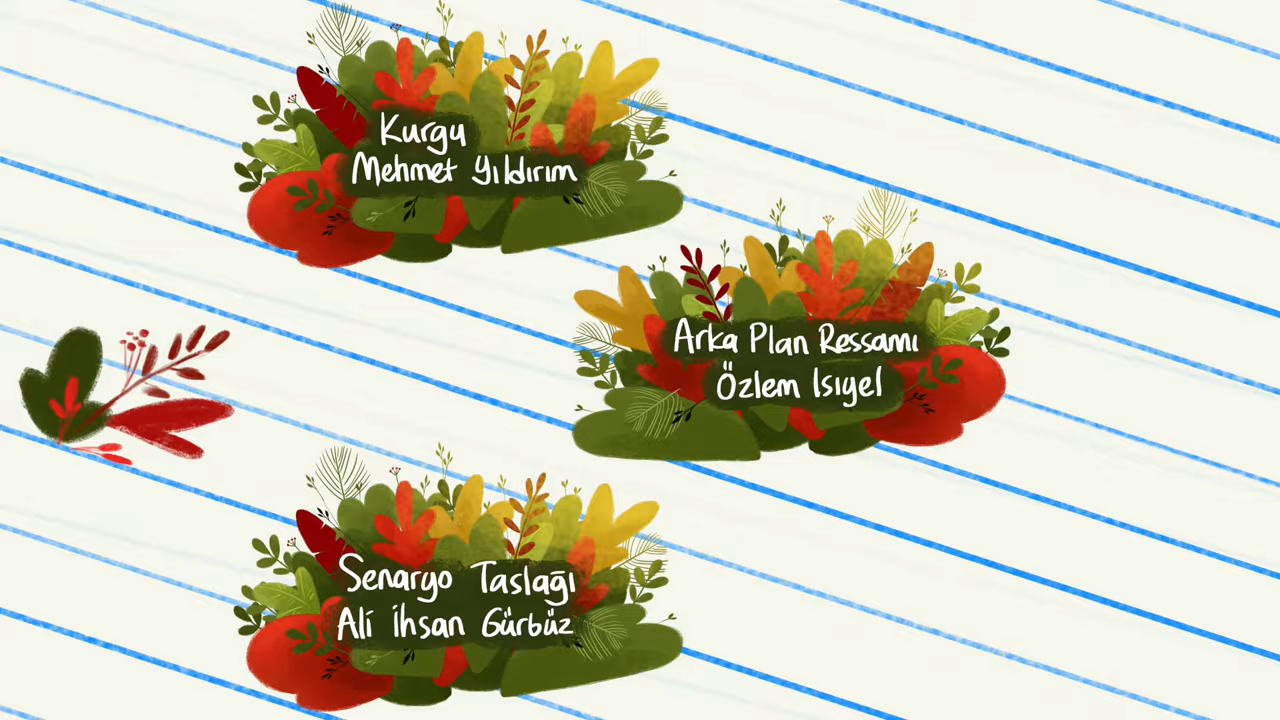 Kurgu
Mehmet Yıldırım
Arka Plan Ressamı
Özlem Isıyel
Senaryo Taslağı
Ali İhsan Gürbüz